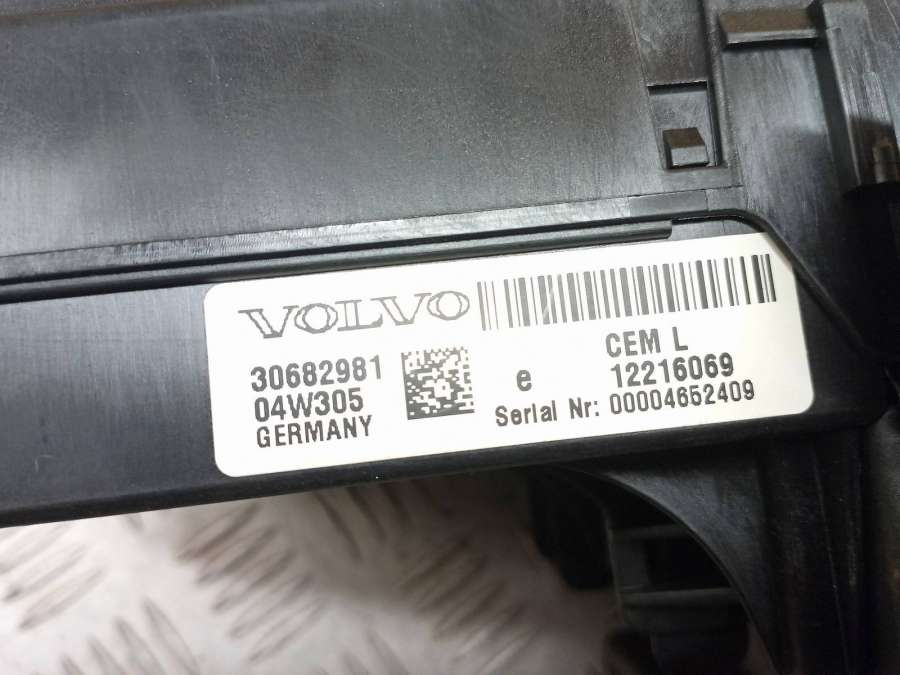 VOLVO
30682981
04W305
GERMANY
e
CEM L
12216069
Serial Nr: 00004652409